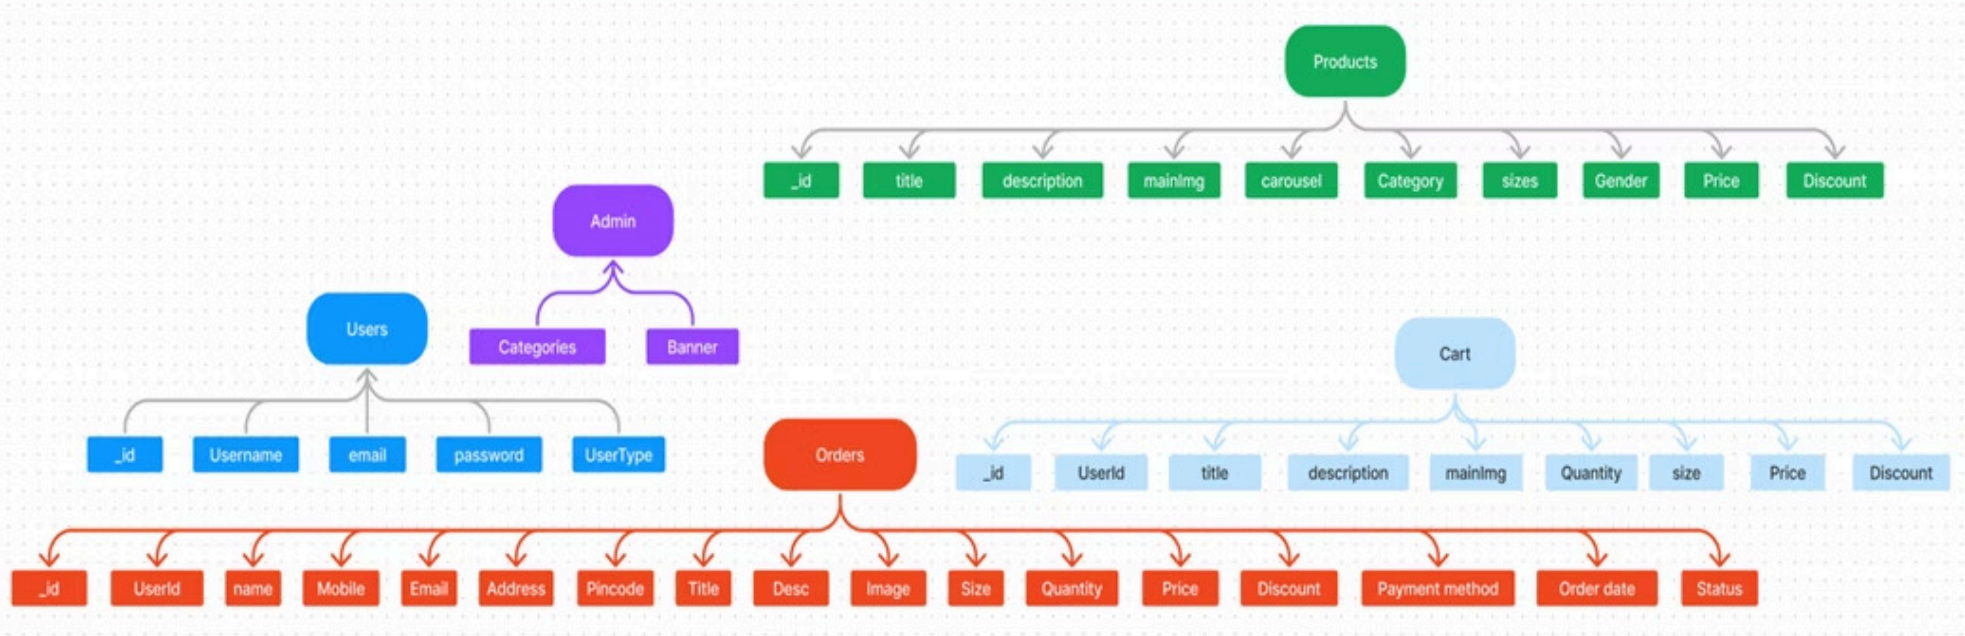 Products
_id title description mainImg carousel Category sizes Gender Price Discount
Admin
Categories Banner
Users
_id Username email password UserType
Cart
_id UserId title description mainImg Quantity size Price Discount
Orders
_id UserId name Mobile Email Address Pincode Title Desc Image Size Quantity Price Discount Payment method Order date Status